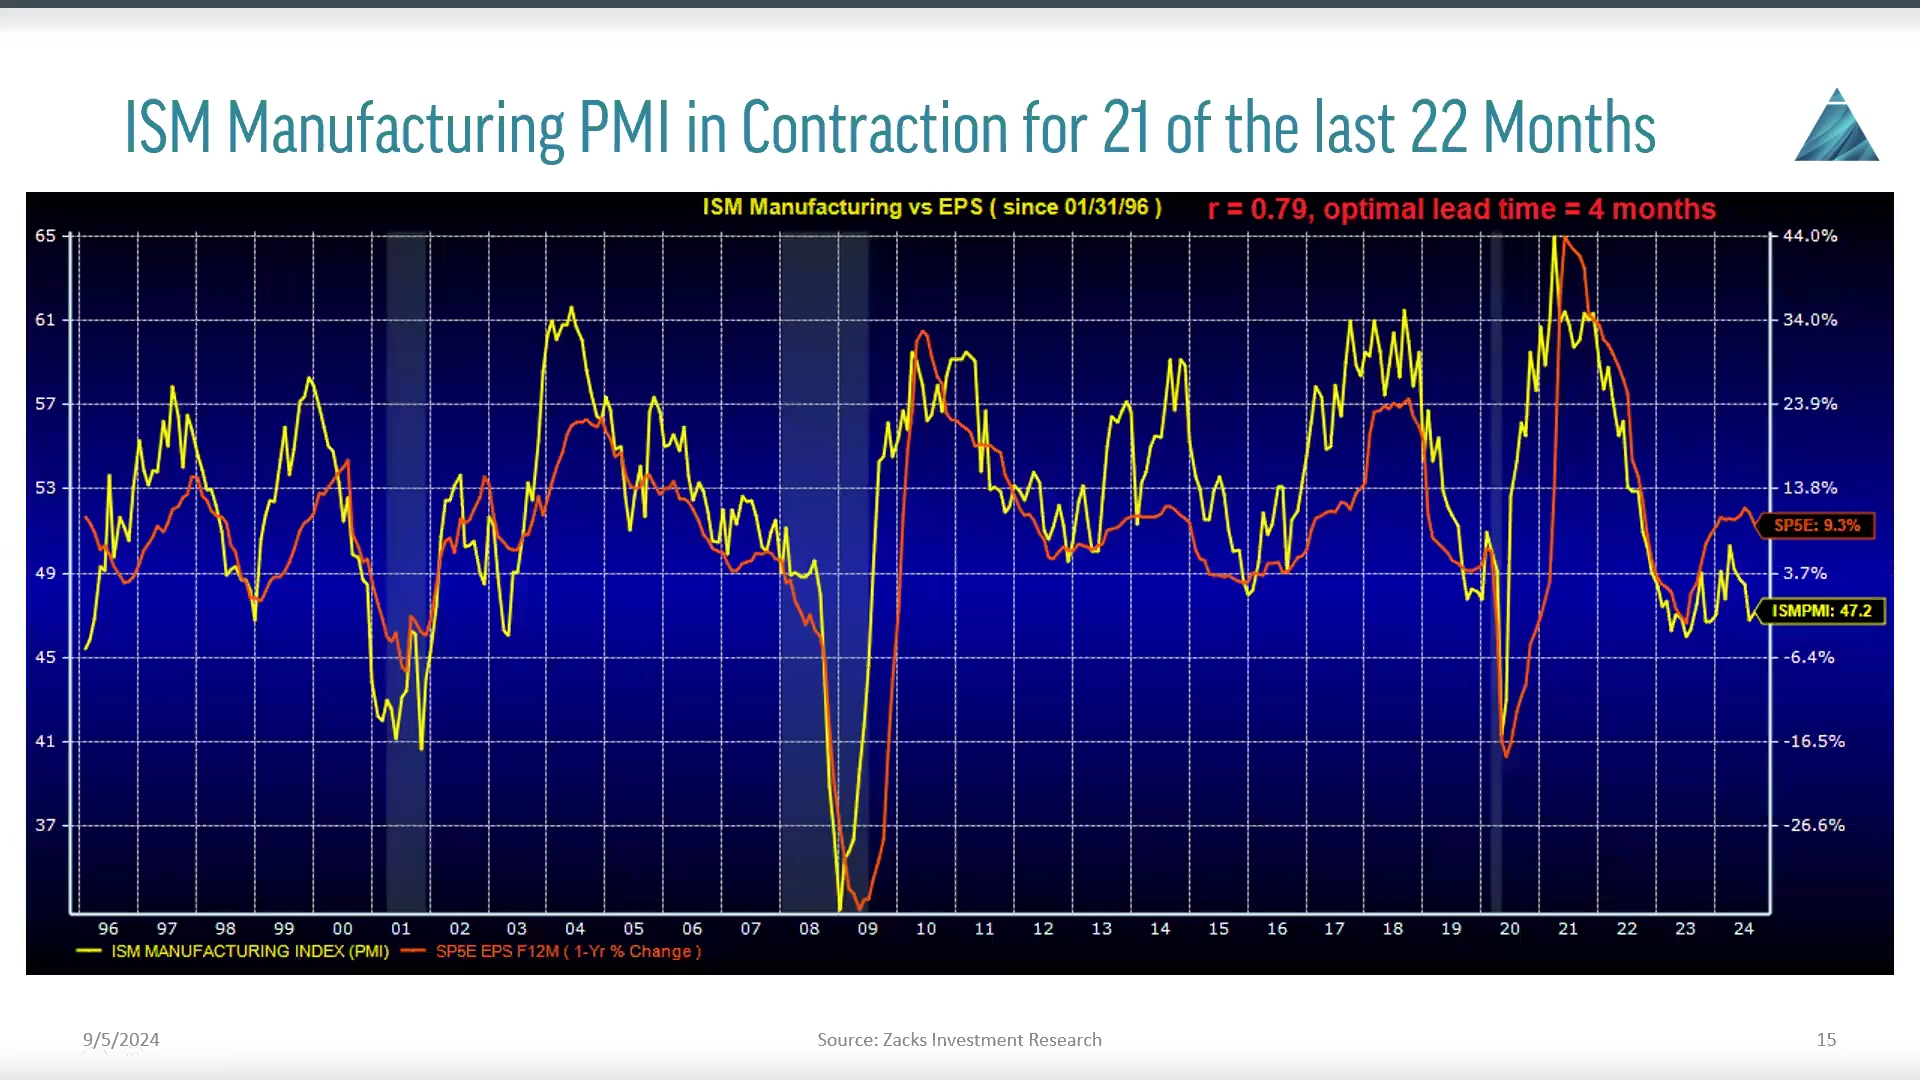 ISM Manufacturing PMI in Contraction for 21 of the last 22 Months
ISM Manufacturing vs EPS ( since 01/31/96 )
r = 0.79, optimal lead time = 4 months
65
61
57
53
49
45
41
37
44.0%
34.0%
23.9%
13.8%
SP5E: 9.3%
3.7%
ISMPMI: 47.2
-6.4%
-16.5%
-26.6%
96 97 98 99 00 01 02 03 04 05 06 07 08 09 10 11 12 13 14 15 16 17 18 19 20 21 22 23 24
ISM MANUFACTURING INDEX (PMI) SP5E EPS F12M ( 1-Yr % Change )
9/5/2024
Source: Zacks Investment Research
15